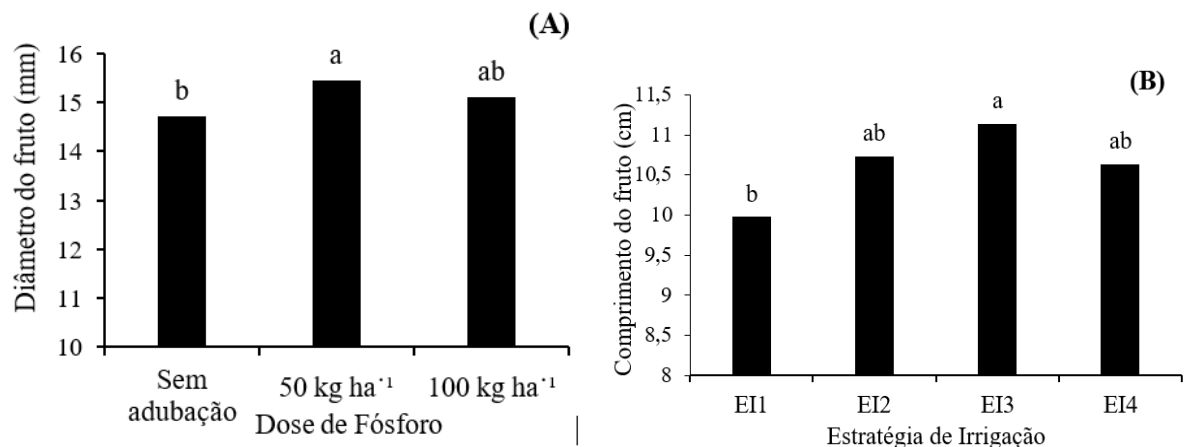 (A)
Diâmetro do fruto (mm)
16
15
14
13
12
11
10
b
a
ab
Sem
adubação
50 kg ha⁻¹
100 kg ha⁻¹
Dose de Fósforo
(B)
Comprimento do fruto (cm)
11,5
11
10,5
10
9,5
9
8,5
8
b
ab
a
ab
EI1
EI2
EI3
EI4
Estratégia de Irrigação